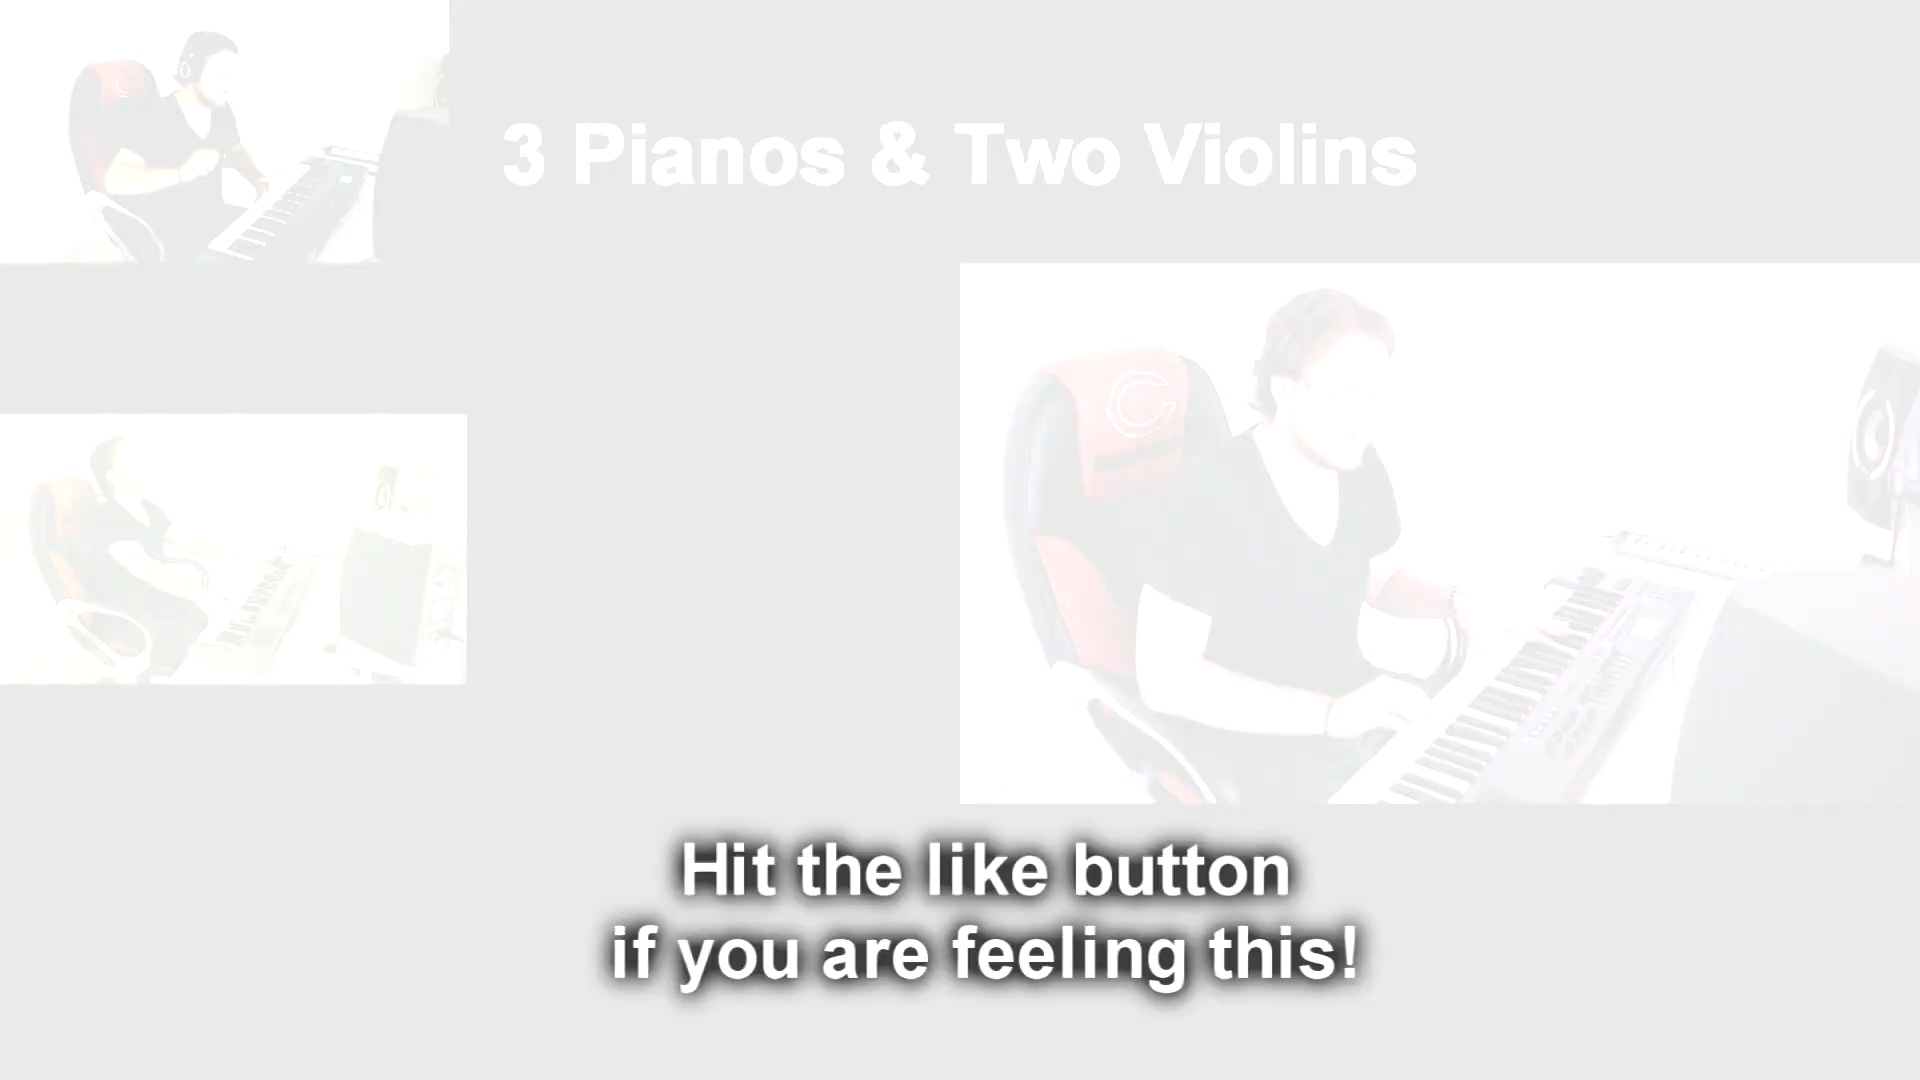 3 Pianos & Two Violins
Hit the like button
if you are feeling this!